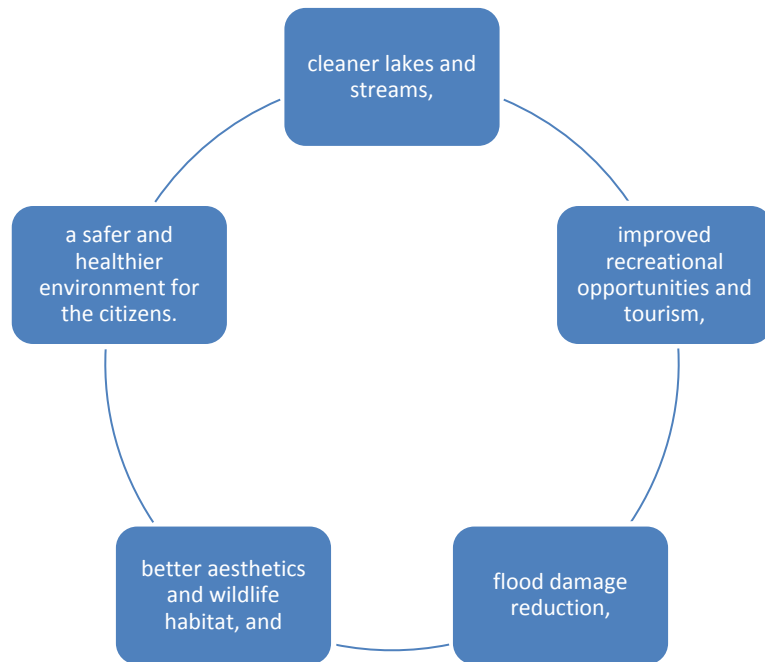 cleaner lakes and
streams,
improved
recreational
opportunities and
tourism,
flood damage
reduction,
better aesthetics
and wildlife
habitat, and
a safer and
healthier
environment for
the citizens.